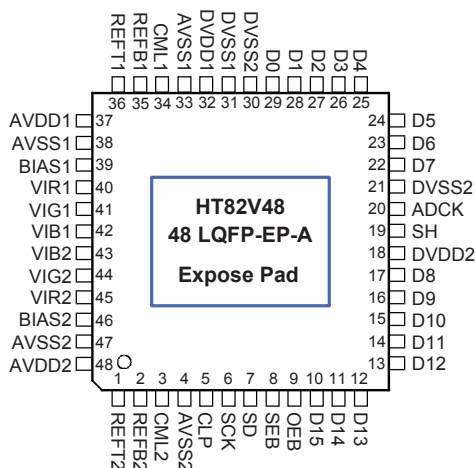 REFT1 REFB1 CML1 AVSS1 DVDD1 DVSS1 DVSS2 D0 D1 D2 D3 D4
36 35 34 33 32 31 30 29 28 27 26 25
AVDD1 37 24 D5
AVSS1 38 23 D6
BIAS1 39 22 D7
VIR1 40 21 DVSS2
VIG1 41 20 ADCK
VIB1 42 19 SH
VIB2 43 18 DVDD2
VIG2 44 17 D8
VIR2 45 16 D9
BIAS2 46 15 D10
AVSS2 47 14 D11
AVDD2 48 13 D12
HT82V48
48 LQFP-EP-A
Expose Pad
1 2 3 4 5 6 7 8 9 10 11 12
REFT2 REFB2 CML2 AVSS2 CLP SCK SD SEB OEB D15 D14 D13